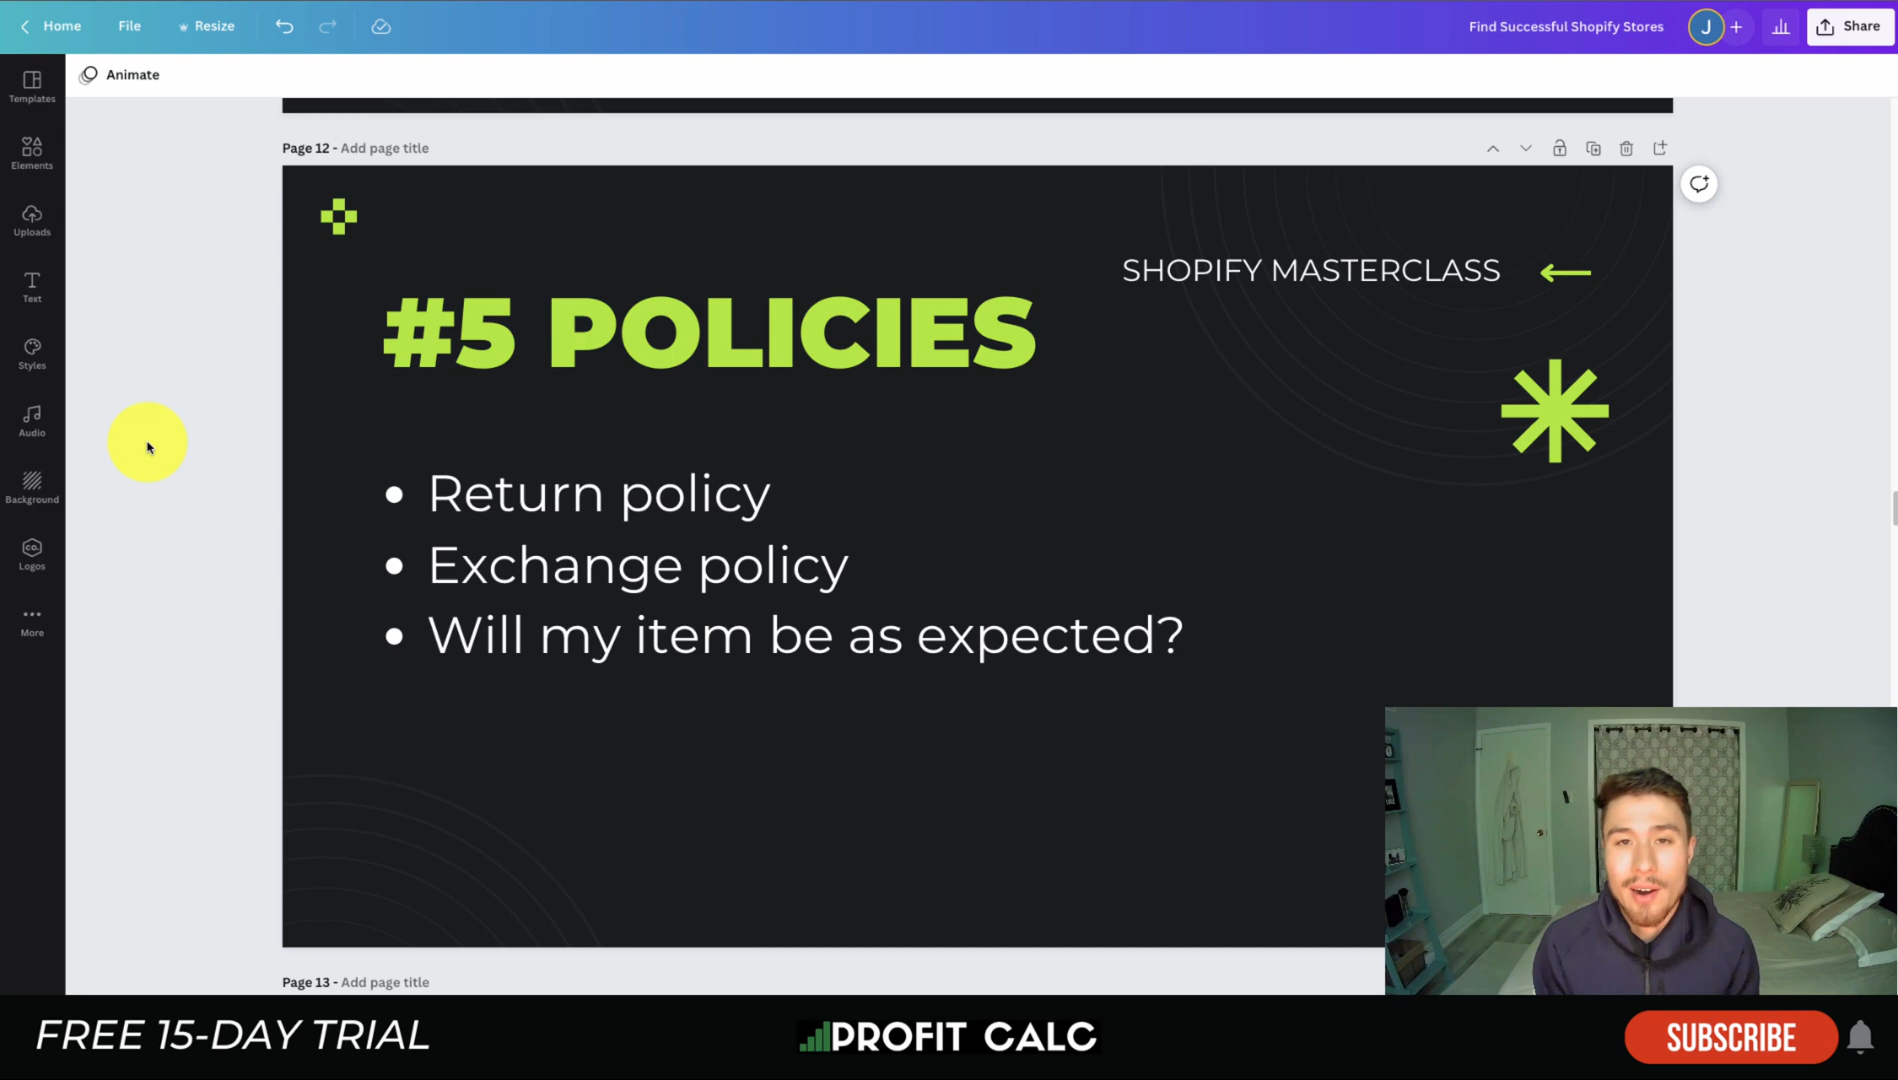 Home
File
Resize
Find Successful Shopify Stores
J
Share
Animate
Templates
Elements
Uploads
Text
Styles
Audio
Background
CO.
Logos
More
Page 12 - Add page title
SHOPIFY MASTERCLASS
#5 POLICIES
Return policy
Exchange policy
Will my item be as expected?
Page 13 - Add page title
FREE 15-DAY TRIAL
PROFIT CALC
SUBSCRIBE